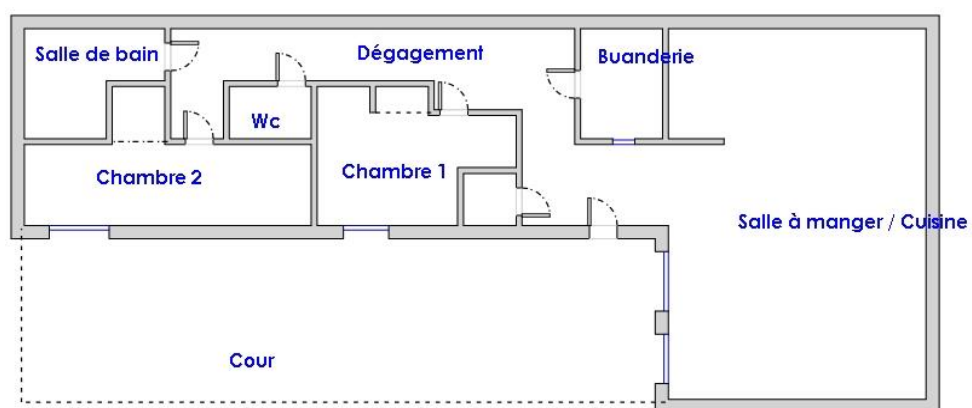 Salle de bain
Dégagement
Buanderie
Wc
Chambre 2
Chambre 1
Salle à manger / Cuisine
Cour